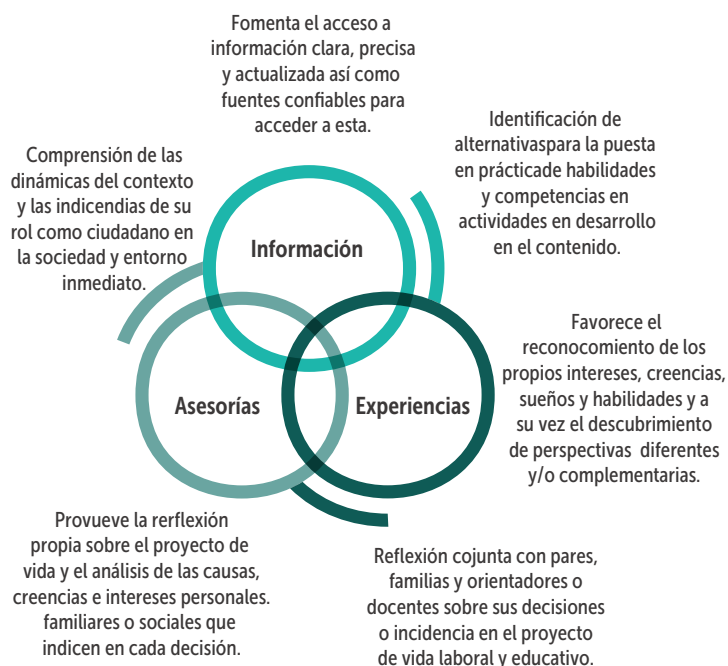 Fomenta el acceso a
información clara, precisa
y actualizada así como
fuentes confiables para
acceder a esta.
Identificación de
alternativaspara la puesta
en prácticade habilidades
y competencias en
actividades en desarrollo
en el contenido.
Comprensión de las
dinámicas del contexto
y las indicendias de su
rol como ciudadano en
la sociedad y entorno
inmediato.
Información
Favorece el
reconocomiento de los
propios intereses, creencias,
sueños y habilidades y a
su vez el descubrimiento
de perspectivas diferentes
y/o complementarias.
Asesorías
Experiencias
Provueve la rerflexión
propia sobre el proyecto de
vida y el análisis de las causas,
creencias e intereses personales.
familiares o sociales que
indicen en cada decisión.
Reflexión cojunta con pares,
familias y orientadores o
docentes sobre sus decisiones
o incidencia en el proyecto
de vida laboral y educativo.